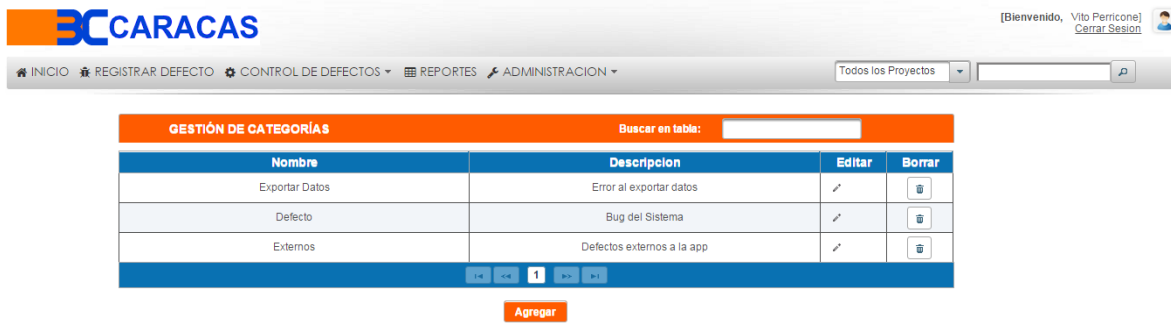 BC CARACAS
[Bienvenido, Vito Perricone]
Cerrar Sesion
INICIO REGISTRAR DEFECTO CONTROL DE DEFECTOS REPORTES ADMINISTRACION Todos los Proyectos
GESTIÓN DE CATEGORÍAS Buscar en tabla:
Nombre Descripcion Editar Borrar
Exportar Datos Error al exportar datos
Defecto Bug del Sistema
Externos Defectos externos a la app
1
Agregar